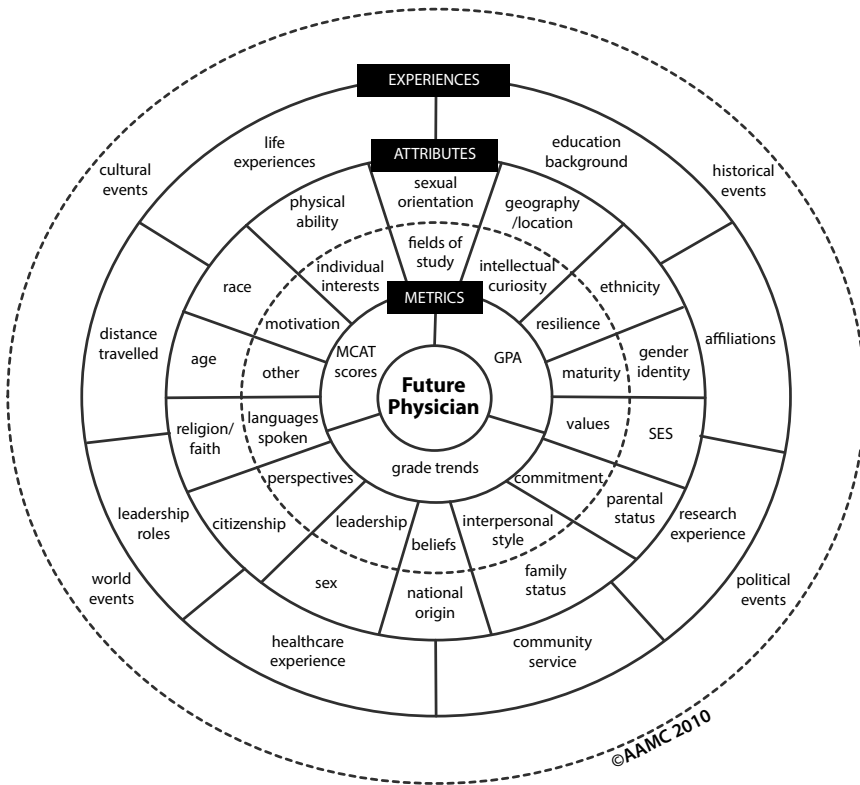 EXPERIENCES
life
experiences
education
background
cultural
events
historical
events
ATTRIBUTES
sexual
orientation
physical
ability
geography
/location
fields of
study
individual
interests
intellectual
curiosity
race
ethnicity
METRICS
motivation
resilience
distance
travelled
affiliations
age
other
MCAT
scores
GPA
maturity
gender
identity
Future
Physician
religion/
faith
languages
spoken
values
SES
grade trends
perspectives
commitment
leadership
roles
citizenship
leadership
beliefs
interpersonal
style
parental
status
research
experience
world
events
sex
national
origin
family
status
political
events
healthcare
experience
community
service
©AAMC 2010